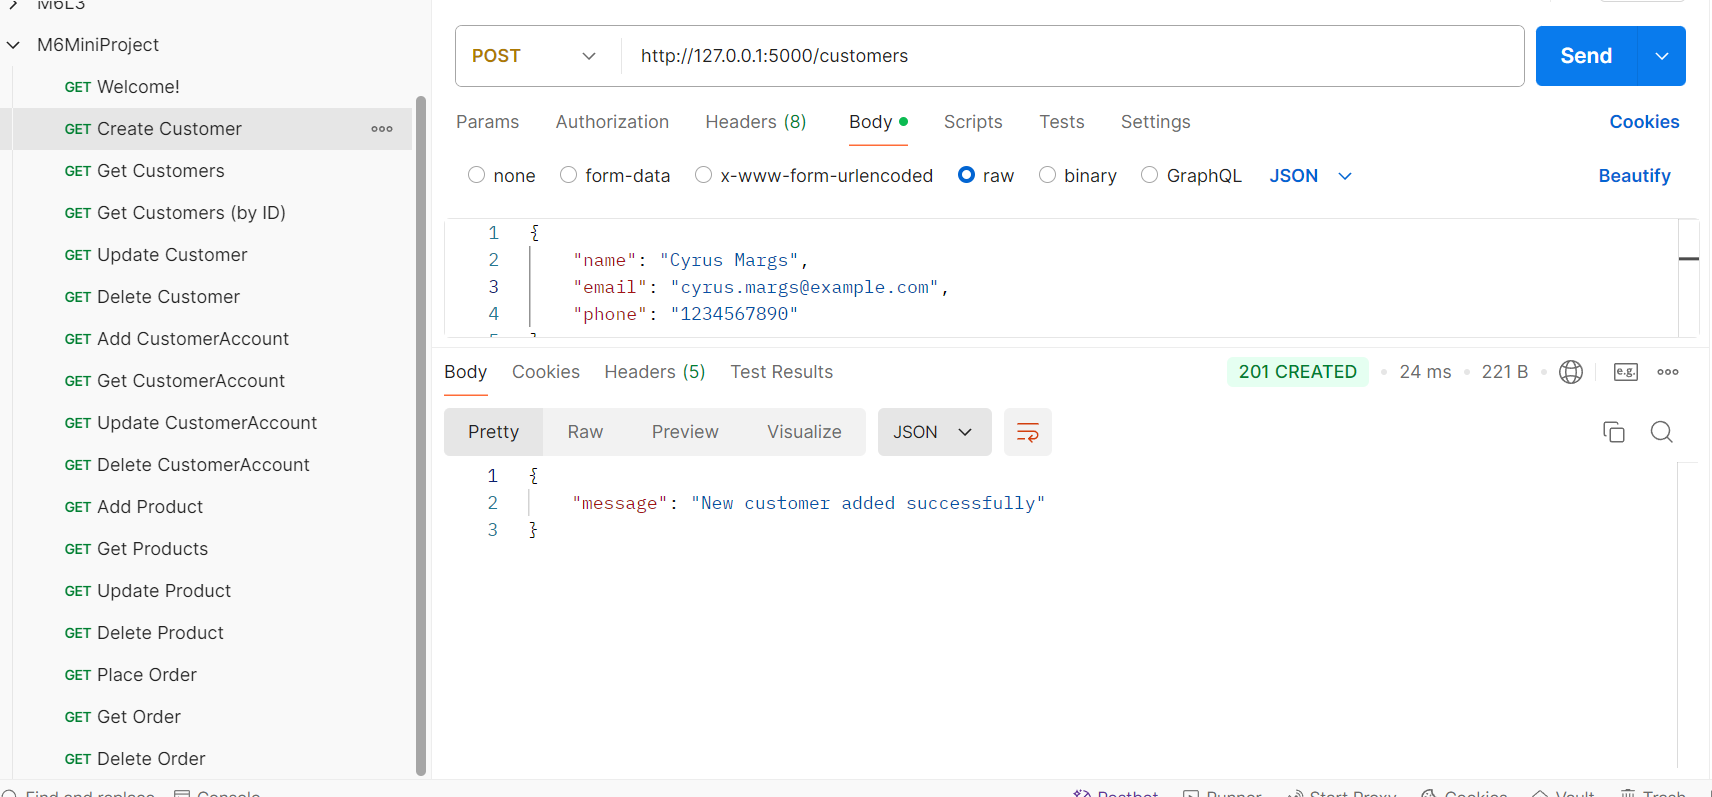 M6L3
M6MiniProject
GET Welcome!
GET Create Customer
GET Get Customers
GET Get Customers (by ID)
GET Update Customer
GET Delete Customer
GET Add CustomerAccount
GET Get CustomerAccount
GET Update CustomerAccount
GET Delete CustomerAccount
GET Add Product
GET Get Products
GET Update Product
GET Delete Product
GET Place Order
GET Get Order
GET Delete Order
POST http://127.0.0.1:5000/customers Send
Params Authorization Headers (8) Body Scripts Tests Settings Cookies
none form-data x-www-form-urlencoded raw binary GraphQL JSON Beautify
1 {
2 "name": "Cyrus Margs",
3 "email": "cyrus.margs@example.com",
4 "phone": "1234567890"
5 }
Body Cookies Headers (5) Test Results 201 CREATED 24 ms 221 B e.g.
Pretty Raw Preview Visualize JSON
1 {
2 "message": "New customer added successfully"
3 }
Find and replace Console Postbot Runner Start Proxy Cookies Vault Trash